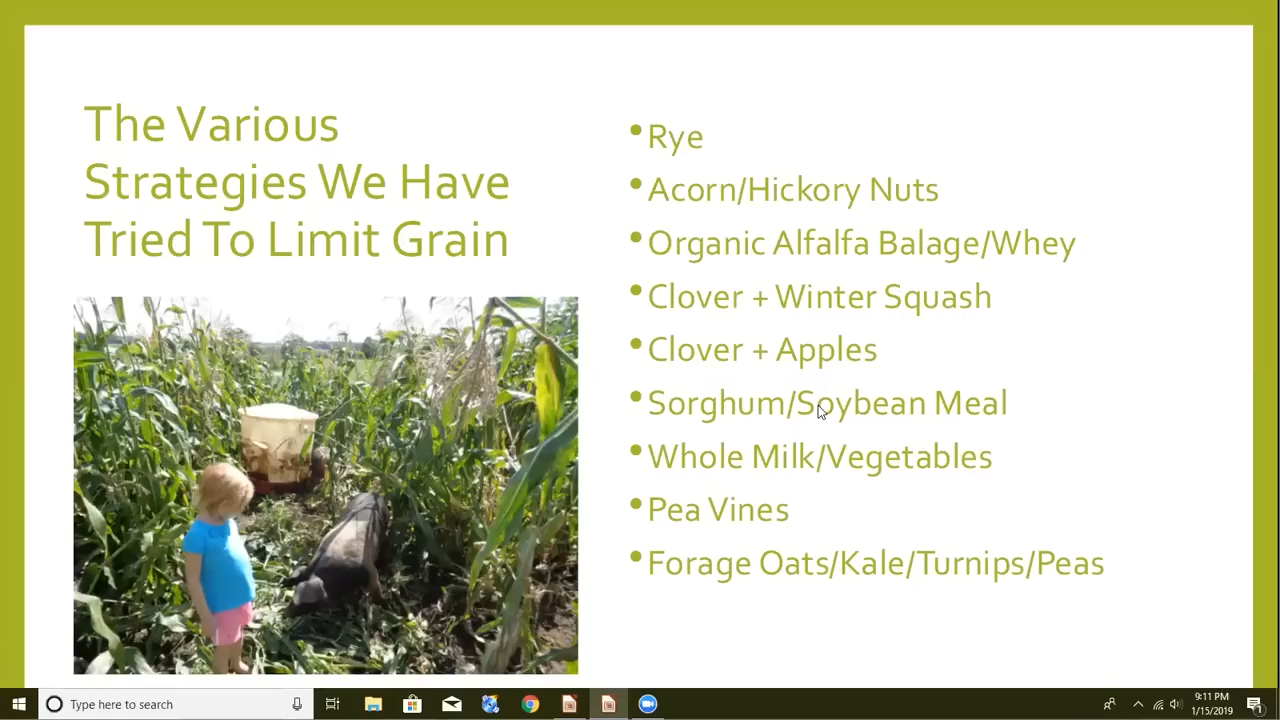 The Various
Strategies We Have
Tried To Limit Grain
•Rye
•Acorn/Hickory Nuts
•Organic Alfalfa Balage/Whey
•Clover + Winter Squash
•Clover + Apples
•Sorghum/Soybean Meal
•Whole Milk/Vegetables
•Pea Vines
•Forage Oats/Kale/Turnips/Peas
Type here to search
9:11 PM
1/15/2019
1